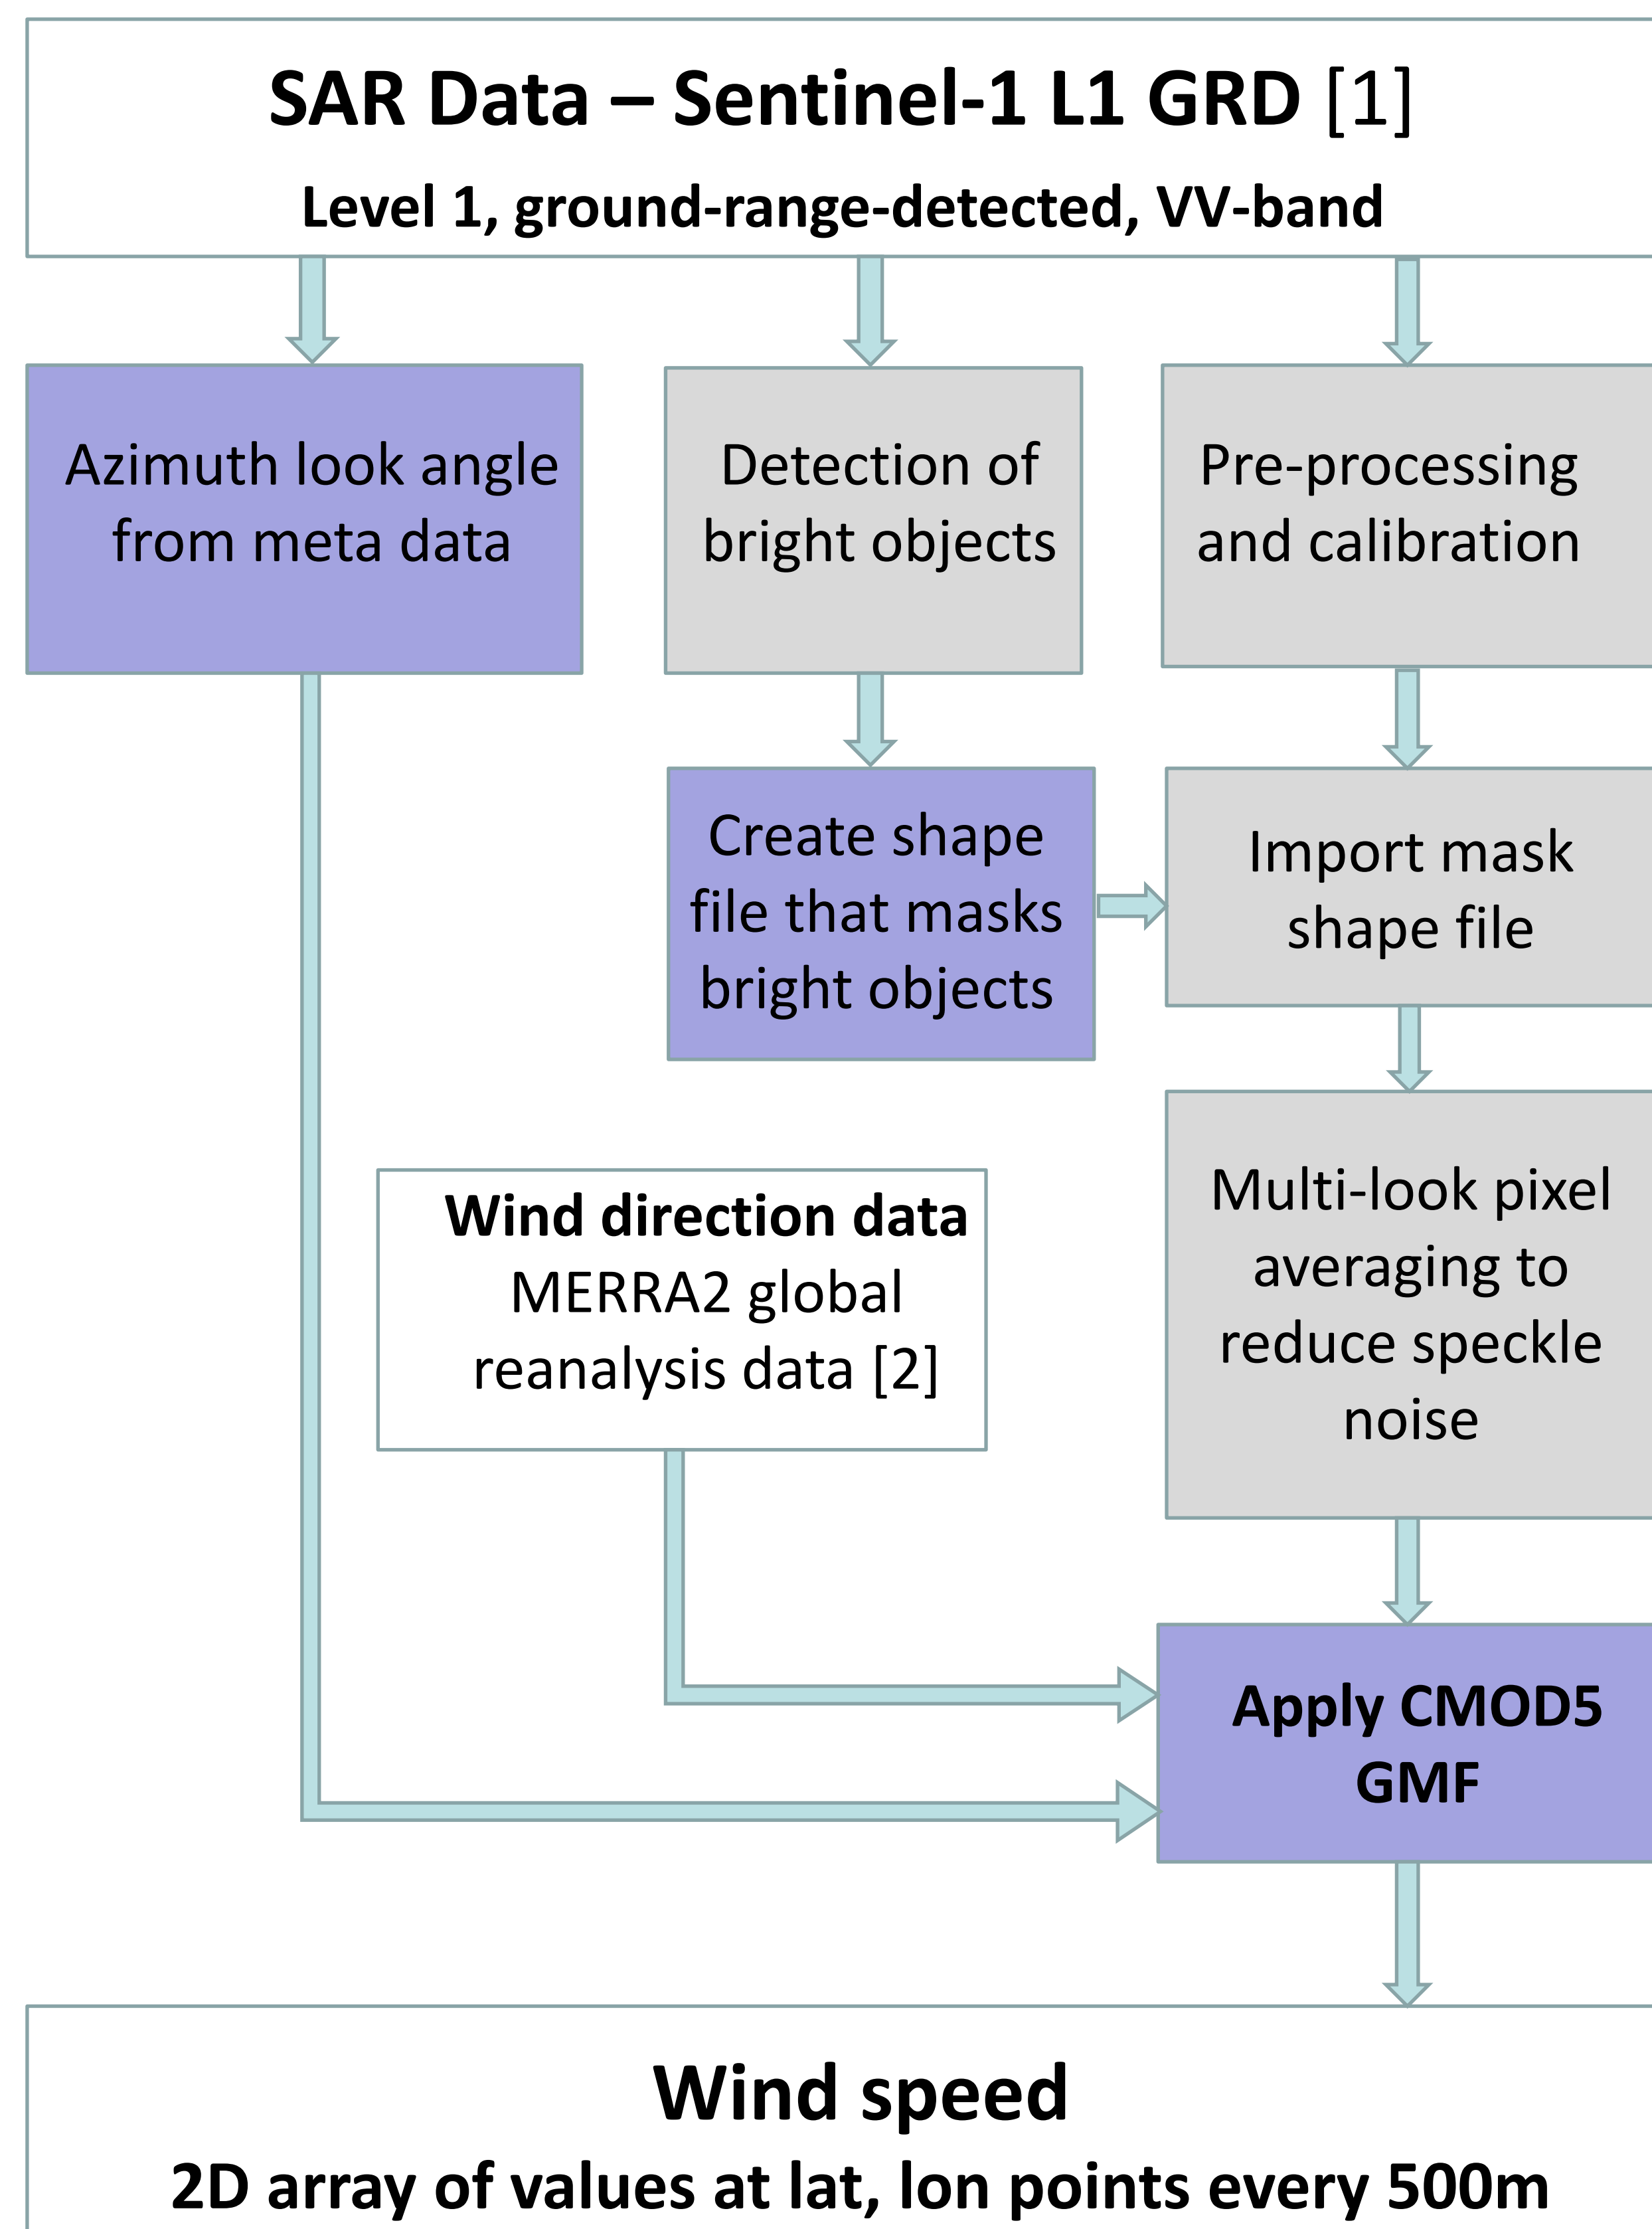 SAR Data – Sentinel-1 L1 GRD [1]
Level 1, ground-range-detected, VV-band
Azimuth look angle
from meta data
Detection of
bright objects
Pre-processing
and calibration
Create shape
file that masks
bright objects
Import mask
shape file
Wind direction data
MERRA2 global
reanalysis data [2]
Multi-look pixel
averaging to
reduce speckle
noise
Apply CMOD5
GMF
Wind speed
2D array of values at lat, lon points every 500m